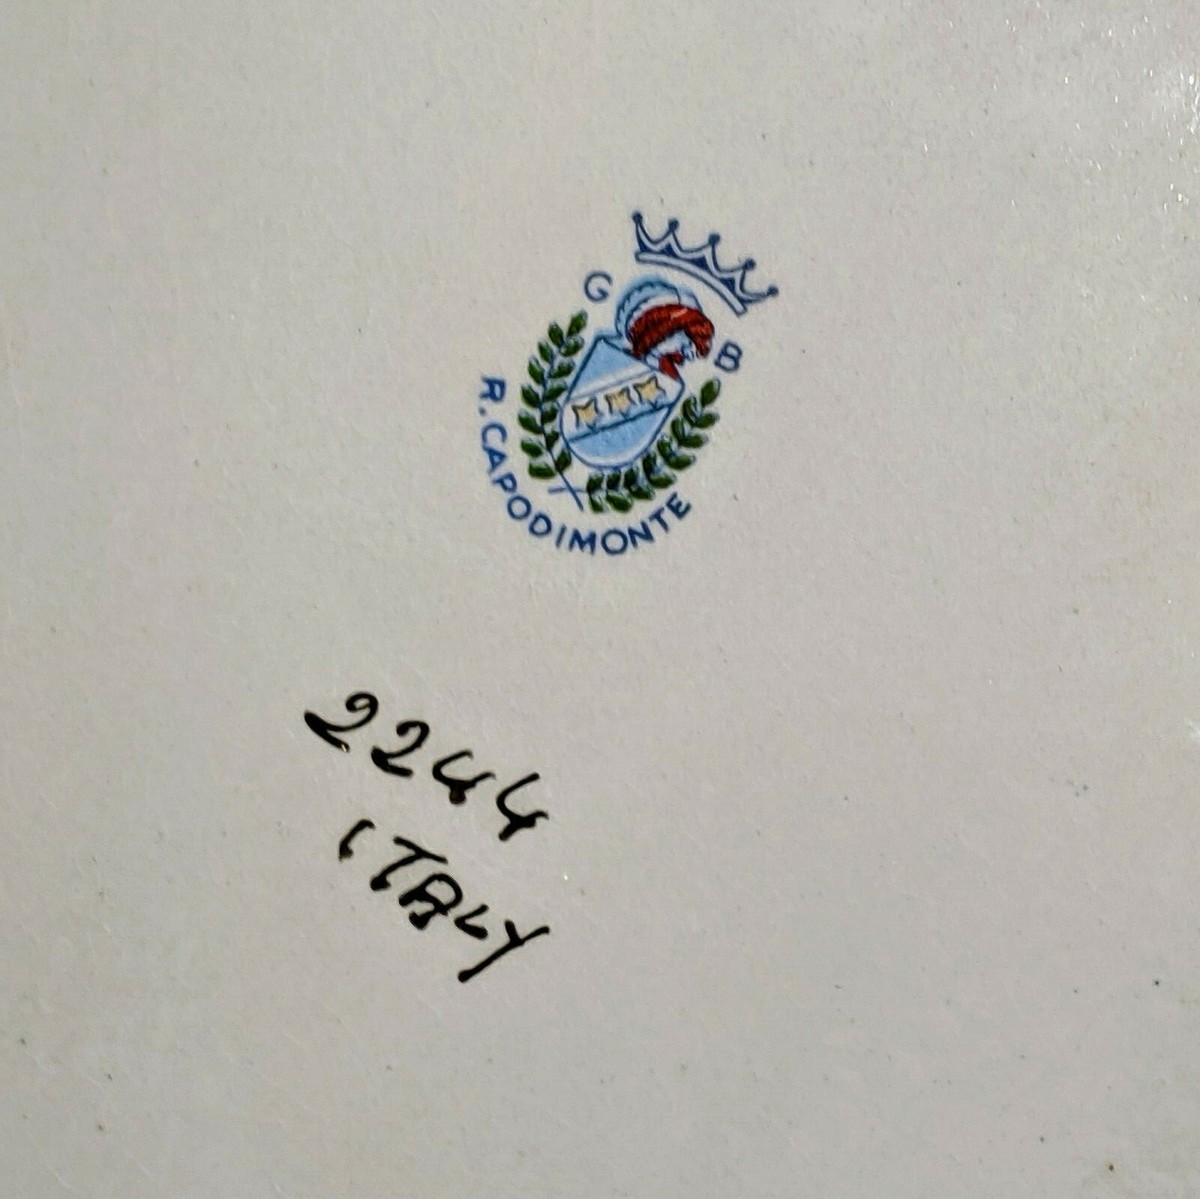 G B
R. CAPODIMONTE
2244
ITALY